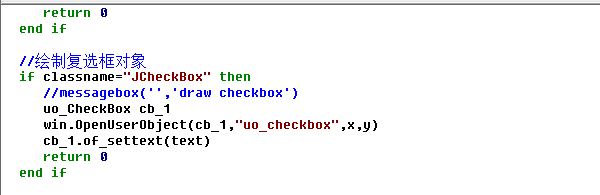 return 0
end if
//绘制复选框对象
if classname="JCheckBox" then
//messagebox('','draw checkbox')
uo_CheckBox cb_1
win.OpenUserObject(cb_1,"uo_checkbox",x,y)
cb_1.of_settext(text)
return 0
end if